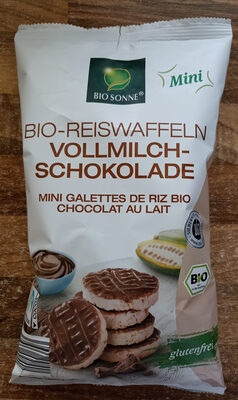 BIO SONNE®
Mini
BIO-REISWAFFELN
VOLLMILCH-
SCHOKOLADE
MINI GALETTES DE RIZ BIO
CHOCOLAT AU LAIT
BIO
glutenfrei